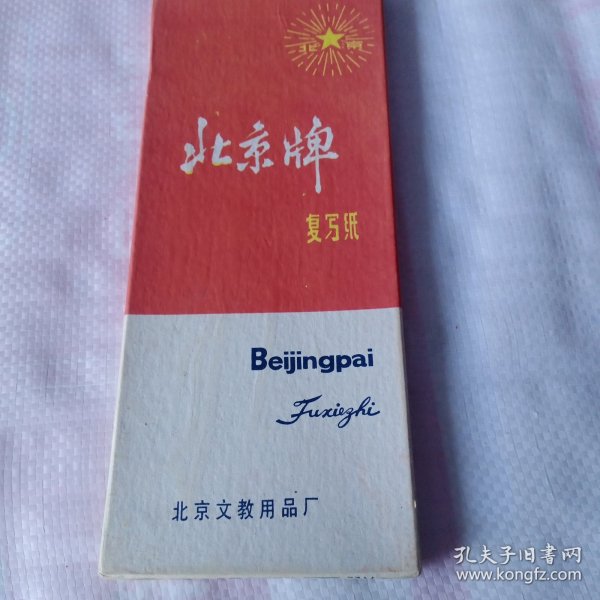 北京
北京牌
复写纸
Beijingpai
Fuxiezhi
北京文教用品厂
孔夫子旧书网
www.kongfz.com